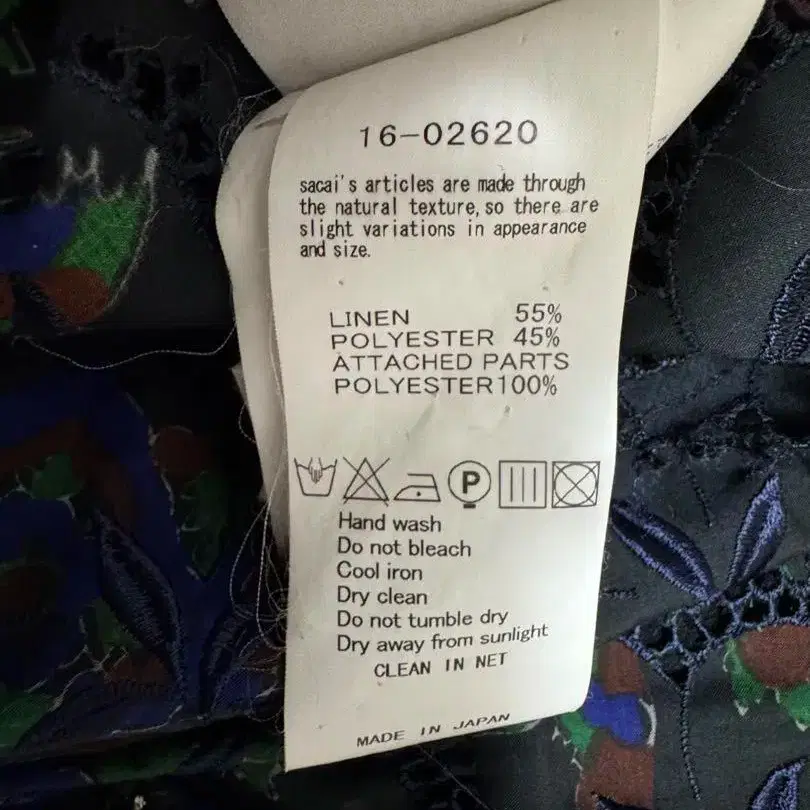 16-02620
sacai's articles are made through
the natural texture, so there are
slight variations in appearance
and size.
LINEN 55%
POLYESTER 45%
ATTACHED PARTS
POLYESTER100%
P
Hand wash
Do not bleach
Cool iron
Dry clean
Do not tumble dry
Dry away from sunlight
CLEAN IN NET
MADE IN JAPAN